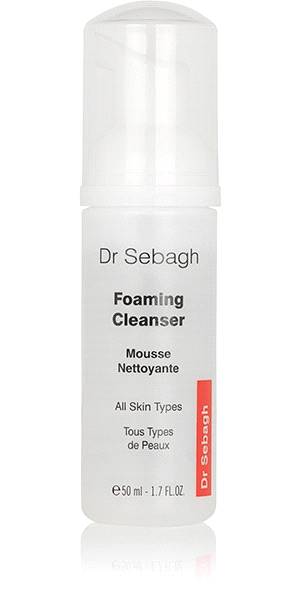 Dr Sebagh
Foaming
Cleanser
Mousse
Nettoyante
All Skin Types
Tous Types
de Peaux
℮50 ml - 1.7 FL.OZ.
Dr Sebagh